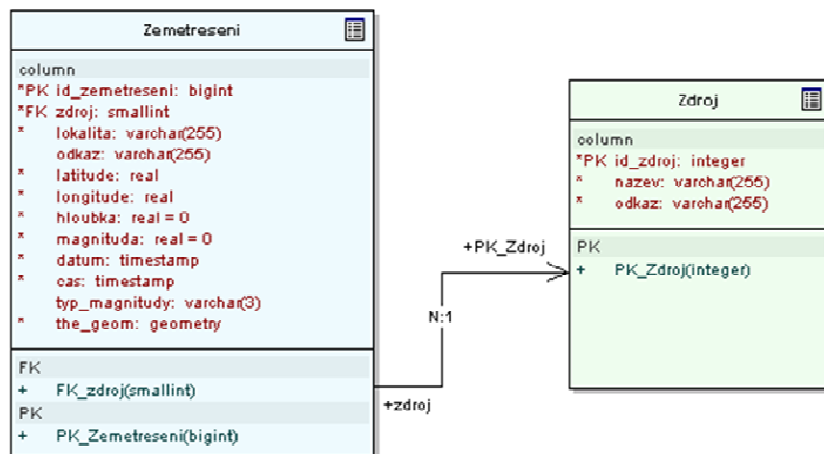 Zemetreseni
column
*PK id_zemetreseni: bigint
*FK zdroj: smallint
* lokalita: varchar(255)
odkaz: varchar(255)
* latitude: real
* longitude: real
* hloubka: real = 0
* magnituda: real = 0
* datum: timestamp
* cas: timestamp
typ_magnitudy: varchar(3)
* the_geom: geometry
FK
+ FK_zdroj(smallint)
PK
+ PK_Zemetreseni(bigint)
+zdroj
N:1
+PK_Zdroj
Zdroj
column
*PK id_zdroj: integer
* nazev: varchar(255)
* odkaz: varchar(255)
PK
+ PK_Zdroj(integer)